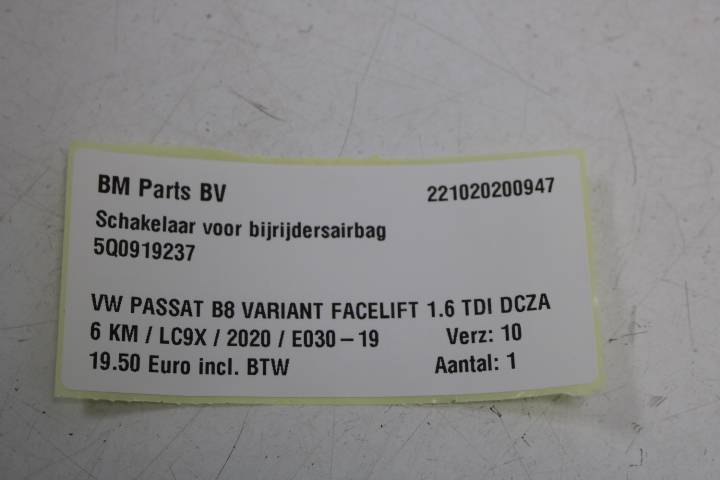 BM Parts BV 221020200947
Schakelaar voor bijrijdersairbag
5Q0919237
VW PASSAT B8 VARIANT FACELIFT 1.6 TDI DCZA
6 KM / LC9X / 2020 / E030-19 Verz: 10
19.50 Euro incl. BTW Aantal: 1